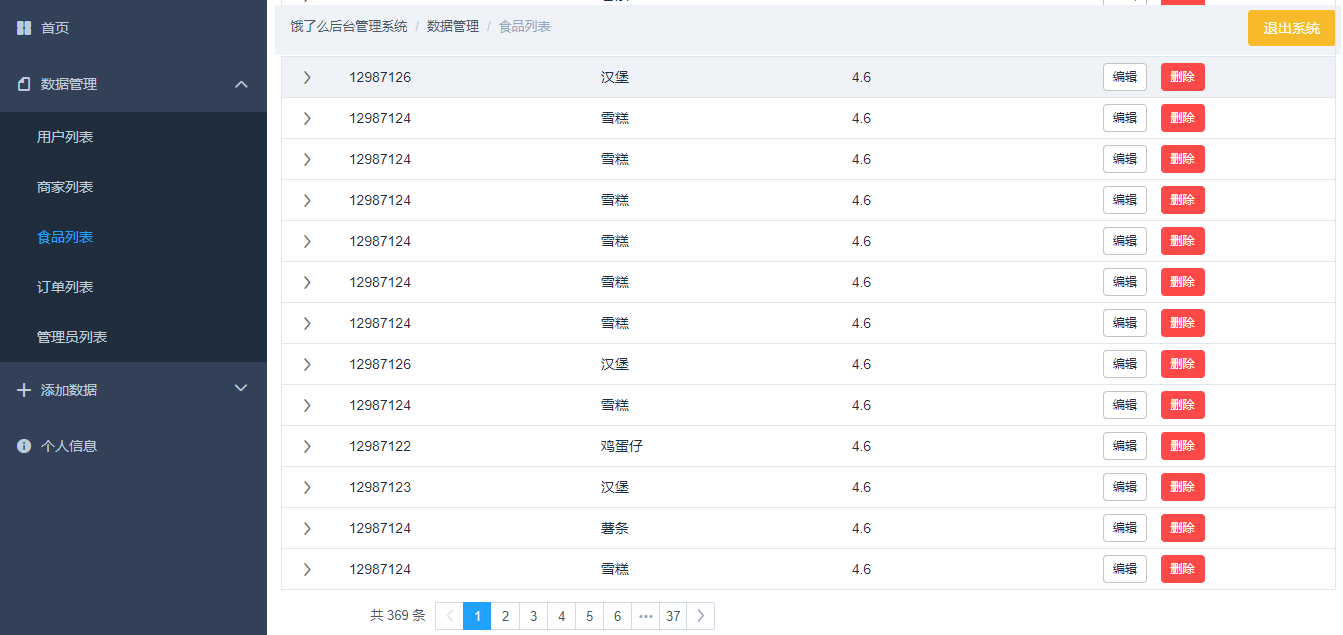 首页
数据管理
用户列表
商家列表
食品列表
订单列表
管理员列表
添加数据
个人信息
饿了么后台管理系统 / 数据管理 / 食品列表
退出系统
12987126 汉堡 4.6 编辑 删除
12987124 雪糕 4.6 编辑 删除
12987124 雪糕 4.6 编辑 删除
12987124 雪糕 4.6 编辑 删除
12987124 雪糕 4.6 编辑 删除
12987124 雪糕 4.6 编辑 删除
12987124 雪糕 4.6 编辑 删除
12987126 汉堡 4.6 编辑 删除
12987124 雪糕 4.6 编辑 删除
12987122 鸡蛋仔 4.6 编辑 删除
12987123 汉堡 4.6 编辑 删除
12987124 薯条 4.6 编辑 删除
12987124 雪糕 4.6 编辑 删除
共 369 条 1 2 3 4 5 6 ••• 37